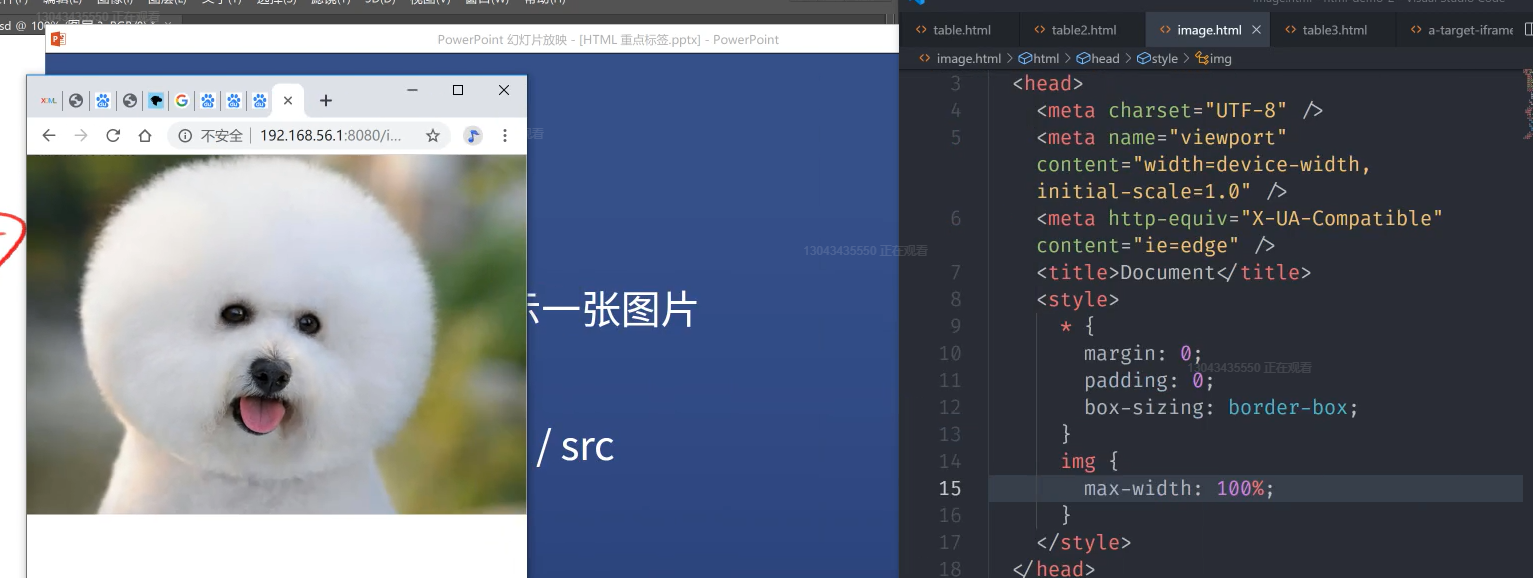 sd @ 100% (图层 2, RGB/8) *
PowerPoint 幻灯片放映 - [HTML 重点标签.pptx] - PowerPoint
不安全
192.168.56.1:8080/i...
正在观看
一张图片
/ src
13043435550 正在观看
table.html
table2.html
image.html
table3.html
a-target-iframe
image.html > html > head > style > img
3 <head>
4 <meta charset="UTF-8" />
5 <meta name="viewport"
content="width=device-width,
initial-scale=1.0" />
6 <meta http-equiv="X-UA-Compatible"
content="ie=edge" />
7 <title>Document</title>
8 <style>
9 * {
10 margin: 0;
11 padding: 0;
13043435550 正在观看
12 box-sizing: border-box;
13 }
14 img {
15 max-width: 100%;
16 }
17 </style>
18 </head>